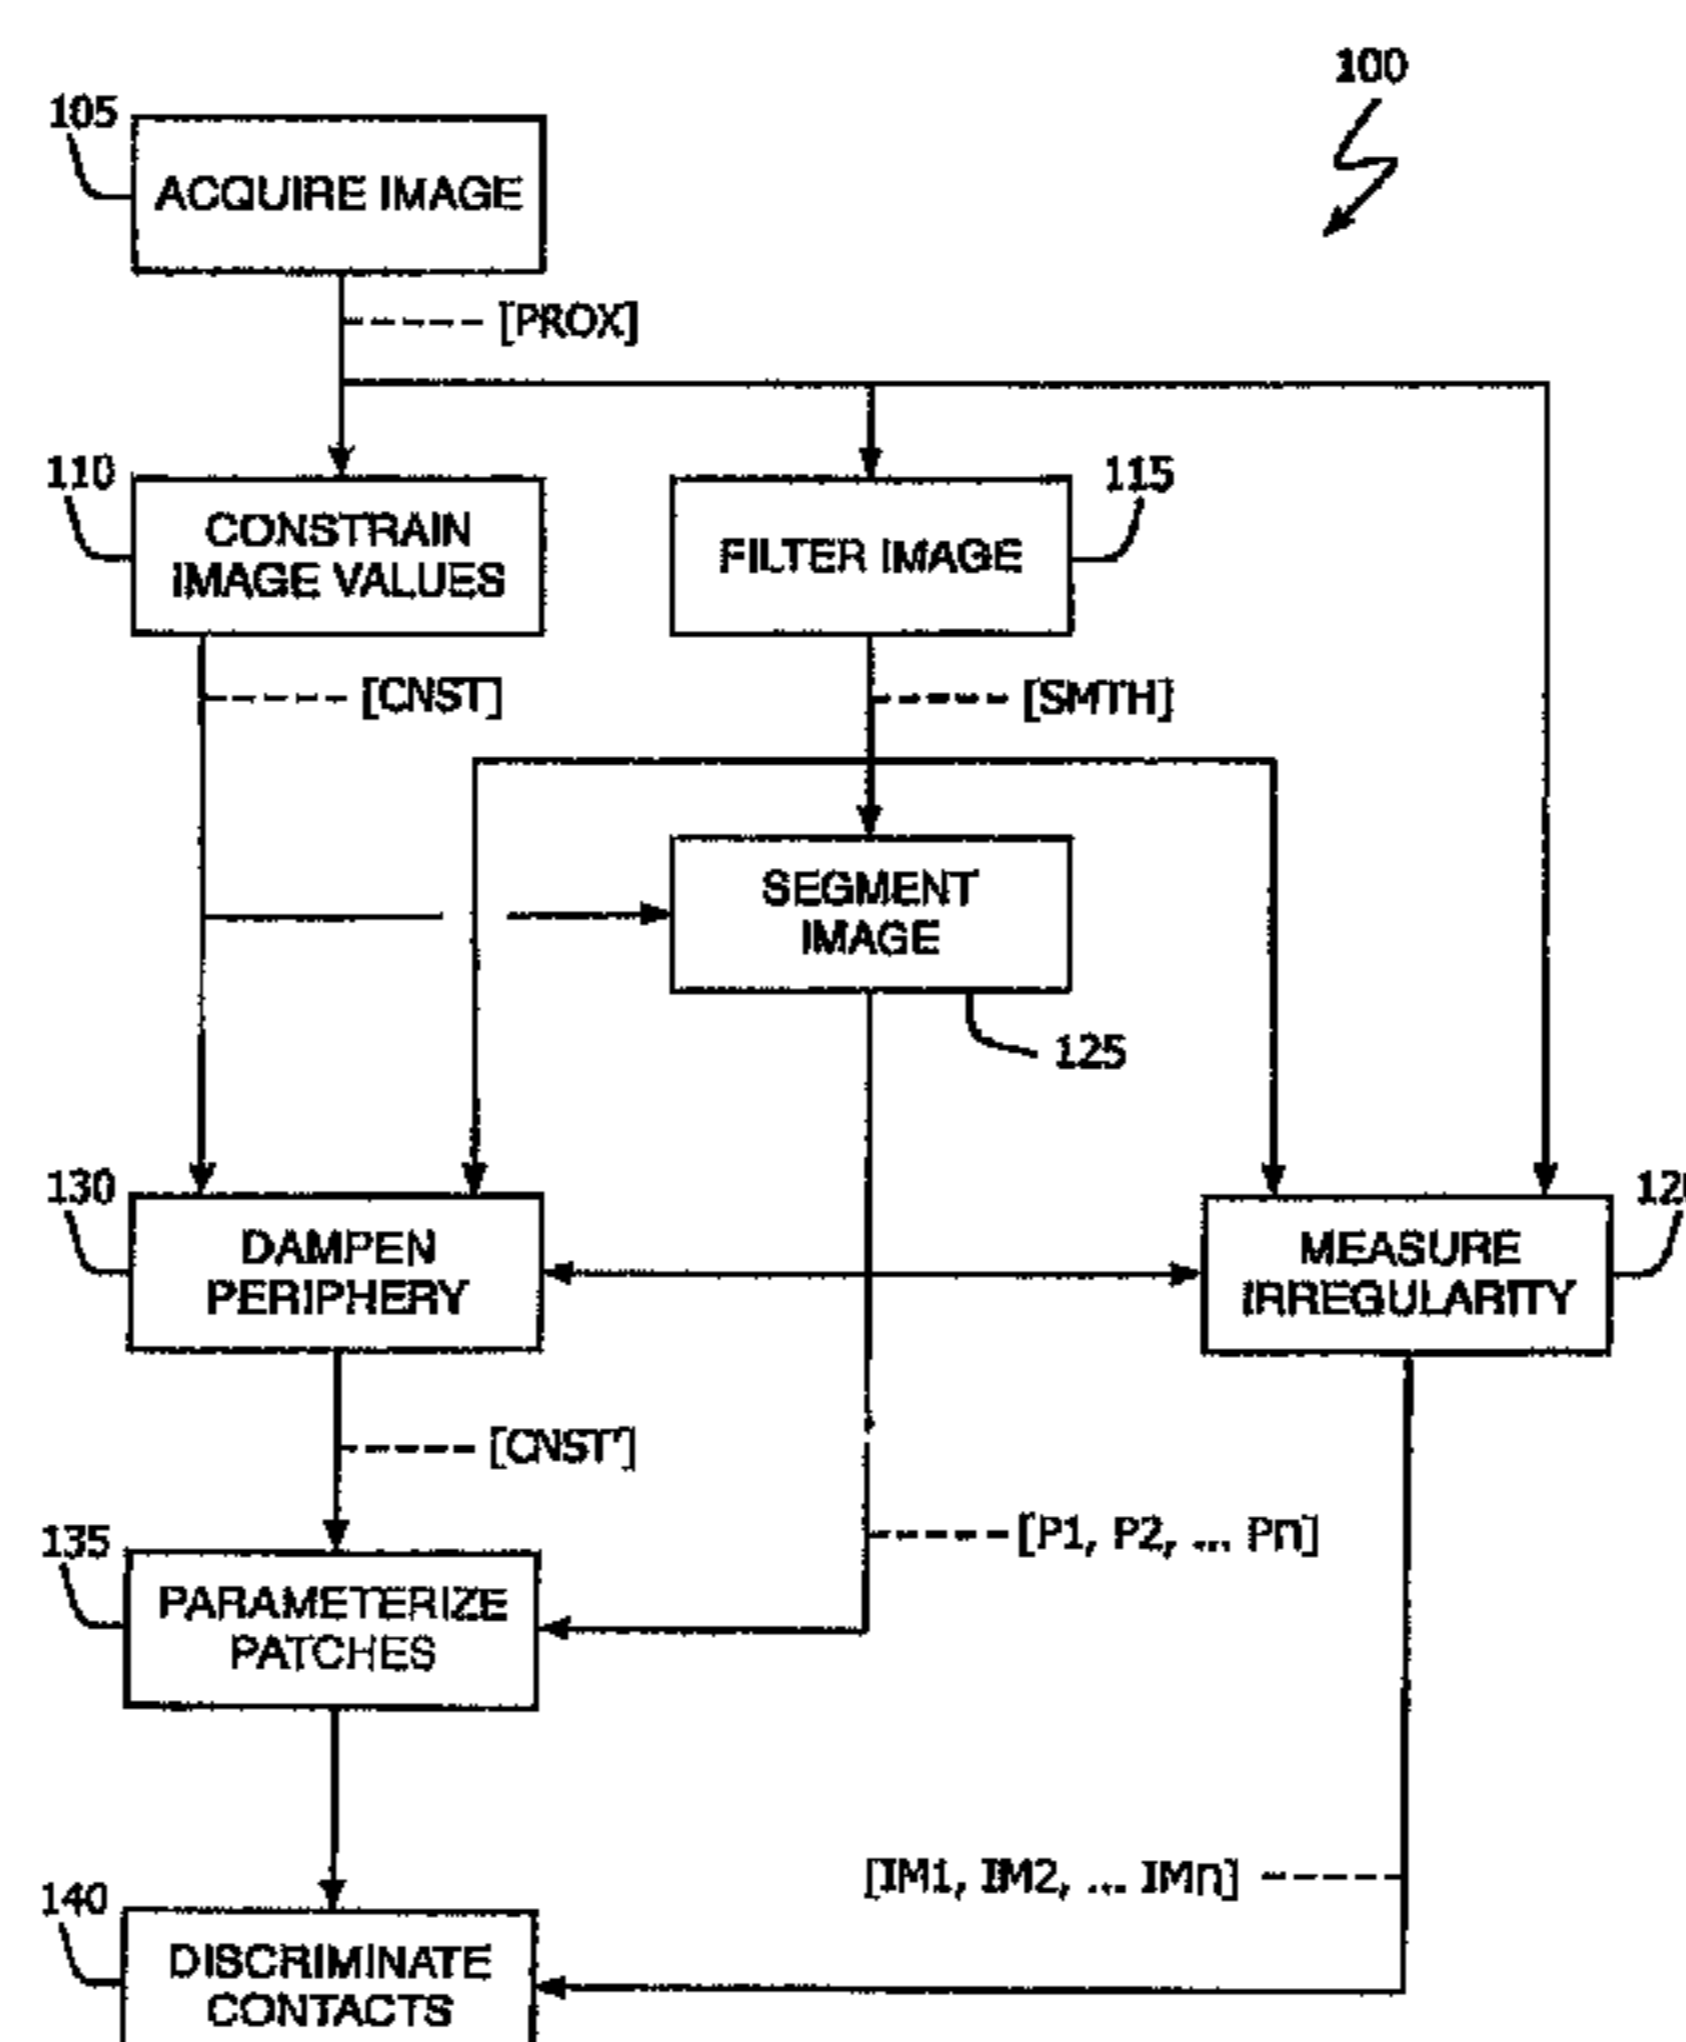 100
105
ACQUIRE IMAGE
[PROX]
110
CONSTRAIN
IMAGE VALUES
115
FILTER IMAGE
[CNST]
[SMTH]
SEGMENT
IMAGE
125
130
DAMPEN
PERIPHERY
MEASURE
IRREGULARITY
[CNST']
135
PARAMETERIZE
PATCHES
[P1, P2, ... Pn]
[IM1, IM2, ... IMn]
140
DISCRIMINATE
CONTACTS